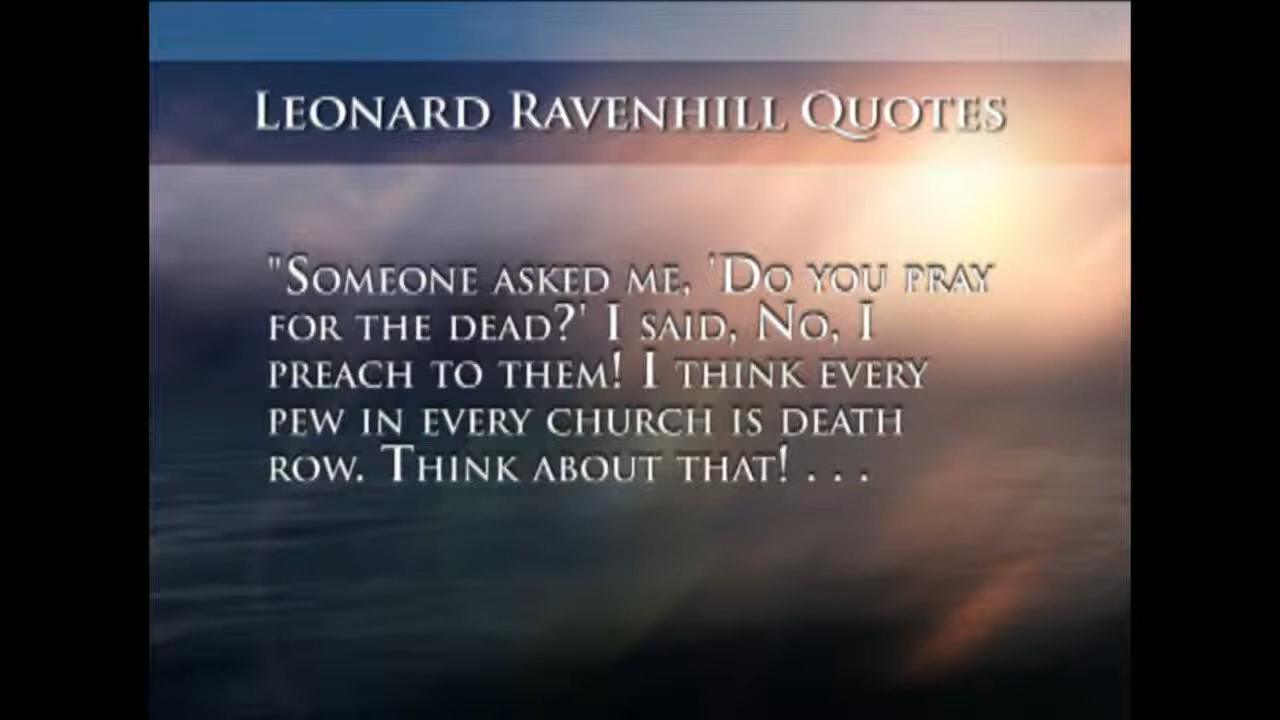 Leonard Ravenhill Quotes
"Someone asked me, 'Do you pray
for the dead?' I said, No, I
preach to them! I think every
pew in every church is death
row. Think about that! . . .